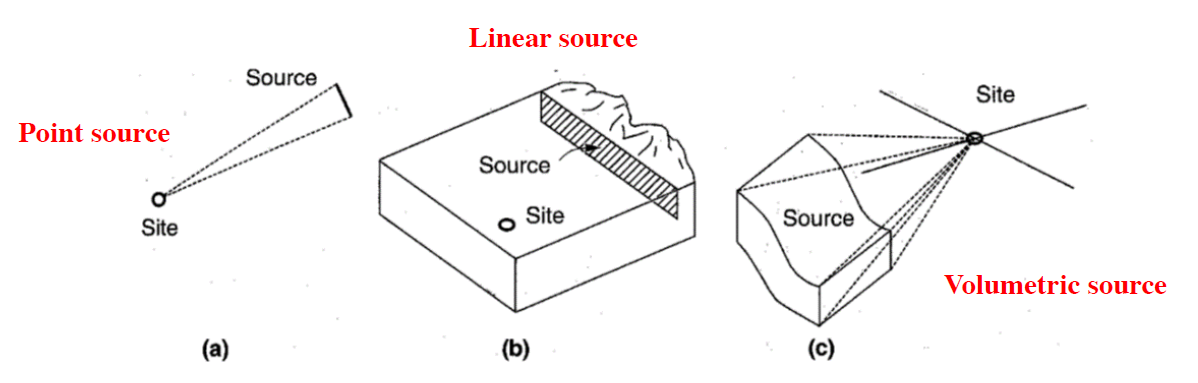 Linear source
Point source
Source
Site
(a)
Source
Site
(b)
Site
Source
Volumetric source
(c)